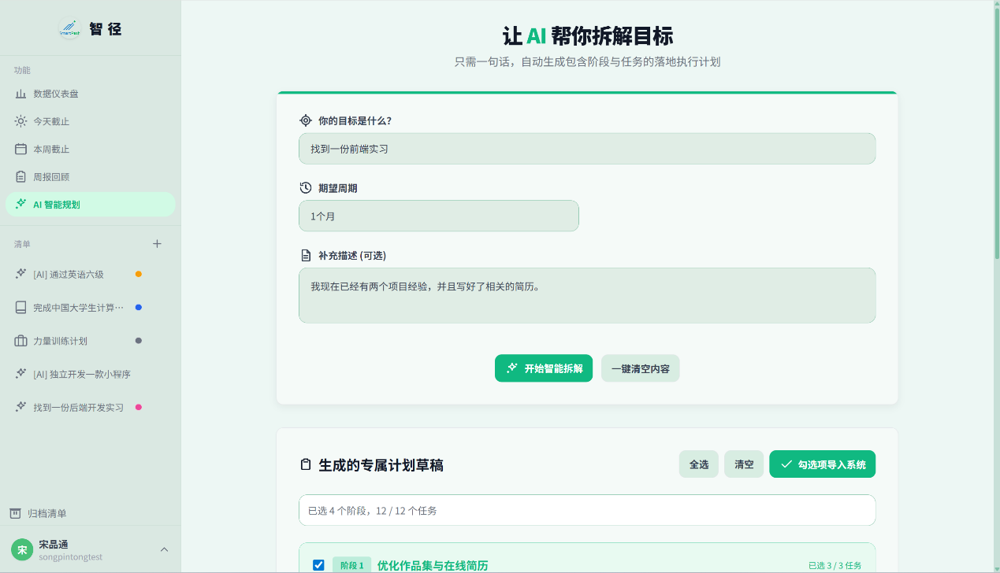 SmartPath
智 径
功能
数据仪表盘
今天截止
本周截止
周报回顾
AI 智能规划
清单
[AI] 通过英语六级
完成中国大学生计算…
力量训练计划
[AI] 独立开发一款小程序
找到一份后端开发实习
归档清单
宋
宋品通
songpintongtest
让 AI 帮你拆解目标
只需一句话，自动生成包含阶段与任务的落地执行计划
你的目标是什么？
找到一份前端实习
期望周期
1个月
补充描述 (可选)
我现在已经有两个项目经验，并且写好了相关的简历。
开始智能拆解
一键清空内容
生成的专属计划草稿
全选
清空
勾选项导入系统
已选 4 个阶段，12 / 12 个任务
阶段 1
优化作品集与在线简历
已选 3 / 3 任务